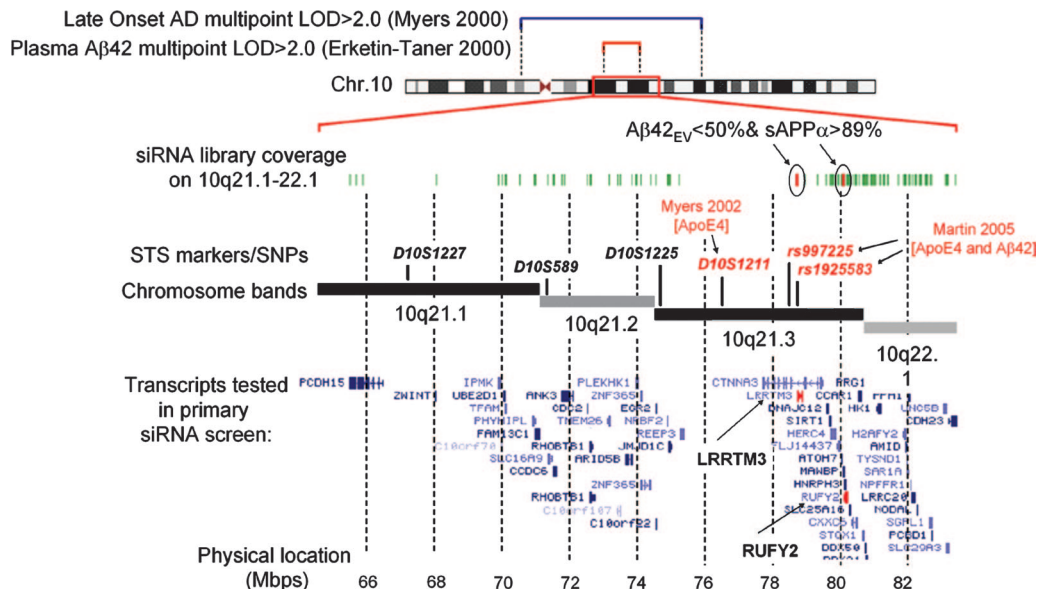 Late Onset AD multipoint LOD>2.0 (Myers 2000)
Plasma Aβ42 multipoint LOD>2.0 (Erketin-Taner 2000)
Chr.10
Aβ42EV<50%& sAPPα>89%
siRNA library coverage
on 10q21.1-22.1
Myers 2002
[ApoE4]
Martin 2005
[ApoE4 and Aβ42]
STS markers/SNPs
D10S1227
D10S589
D10S1225
D10S1211
rs997225
rs1925583
Chromosome bands
10q21.1
10q21.2
10q21.3
10q22.
Transcripts tested
in primary
siRNA screen:
PCDH15 IPMK PLEKHK1 CTNNA3 ARG1
ZWINT UBE2D1 ANK3 ZNF365 LRRTM3 CCAR1 PPA1
TFAM CDC2 EGR2 DNAJC12 HK1 UNC5B
PHYHIPL TMEM26 NRBF2 SIRT1 CDH23
FAM13C1 REEP3 HERC4 H2AFY2
C10orf70 RHOBTB1 JMJD1C FLJ14437 AMID
SLC16A9 ARID5B ATOH7 TYSND1
CCDC6 MAWBP SAR1A
ZNF365 HNRPH3 NPFFR1
RHOBTB1 RUFY2 LRRC20
C10orf107 SLC25A16 NODAL
C10orf22 CXXC6 SGPL1
STOX1 PCBD1
DDX50 SLC29A3
LRRTM3
RUFY2
Physical location
(Mbps)
66 68 70 72 74 76 78 80 82